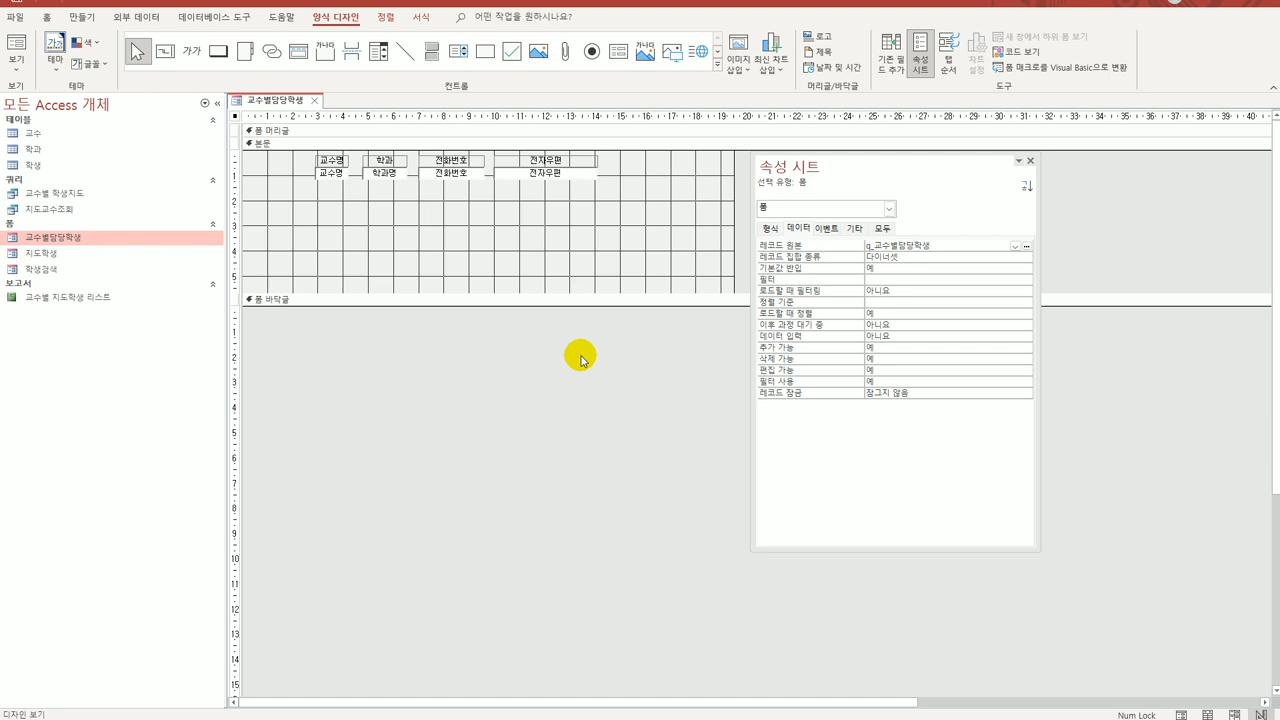 파일 홈 만들기 외부 데이터 데이터베이스 도구 도움말 양식 디자인 정렬 서식 어떤 작업을 원하시나요?
보기 테마 색 글꼴 가나다 이미지 삽입 최신 차트 삽입 로고 제목 날짜 및 시간 기존 필드 추가 속성 시트 탭 순서 차트 설정 새 창에서 하위 폼 보기 코드 보기 폼 매크로를 Visual Basic으로 변환
보기 테마 컨트롤 머리글/바닥글 도구
모든 Access 개체
테이블
교수
학과
학생
쿼리
교수별 학생지도
지도교수조회
폼
교수별담당학생
지도학생
학생검색
보고서
교수별 지도학생 리스트
교수별담당학생
폼 머리글
본문
교수명 학과 전화번호 전자우편
교수명 학과명 전화번호 전자우편
폼 바닥글
속성 시트
선택 유형: 폼
폼
형식 데이터 이벤트 기타 모두
레코드 원본 q_교수별담당학생
레코드 집합 종류 다이너셋
기본값 반입 예
필터
로드할 때 필터링 아니요
정렬 기준
로드할 때 정렬 예
이후 과정 대기 중 아니요
데이터 입력 아니요
추가 가능 예
삭제 가능 예
편집 가능 예
필터 사용 예
레코드 잠금 잠그지 않음
디자인 보기 Num Lock